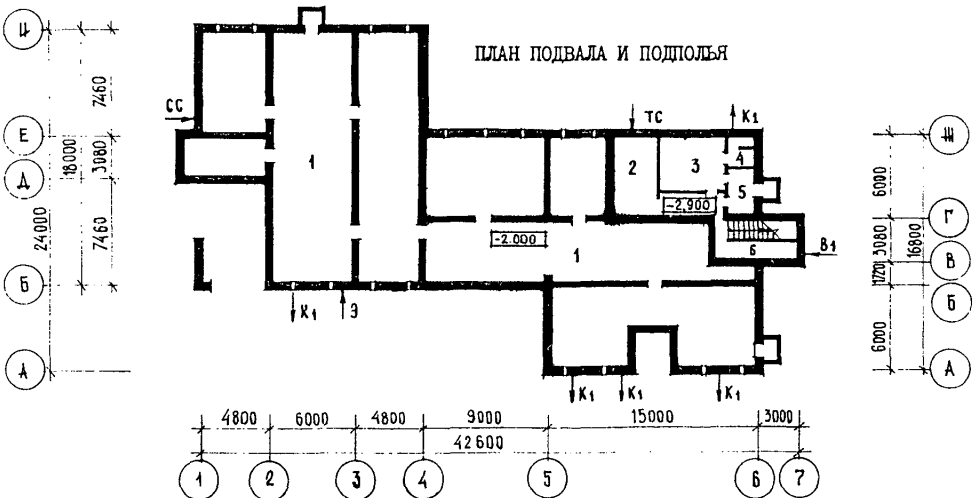 ПЛАН ПОДВАЛА И ПОДПОЛЬЯ
И
Е
Д
Б
А
24000
18000
7460
3080
7460
СС
1
2
3
4
5
6
1
-2.000
-2.900
ТС
К1
В1
К1
Э
К1
К1
К1
Ж
Г
В
Б
А
6000
3080
1720
6000
16800
4800
6000
4800
9000
15000
3000
42600
1
2
3
4
5
6
7